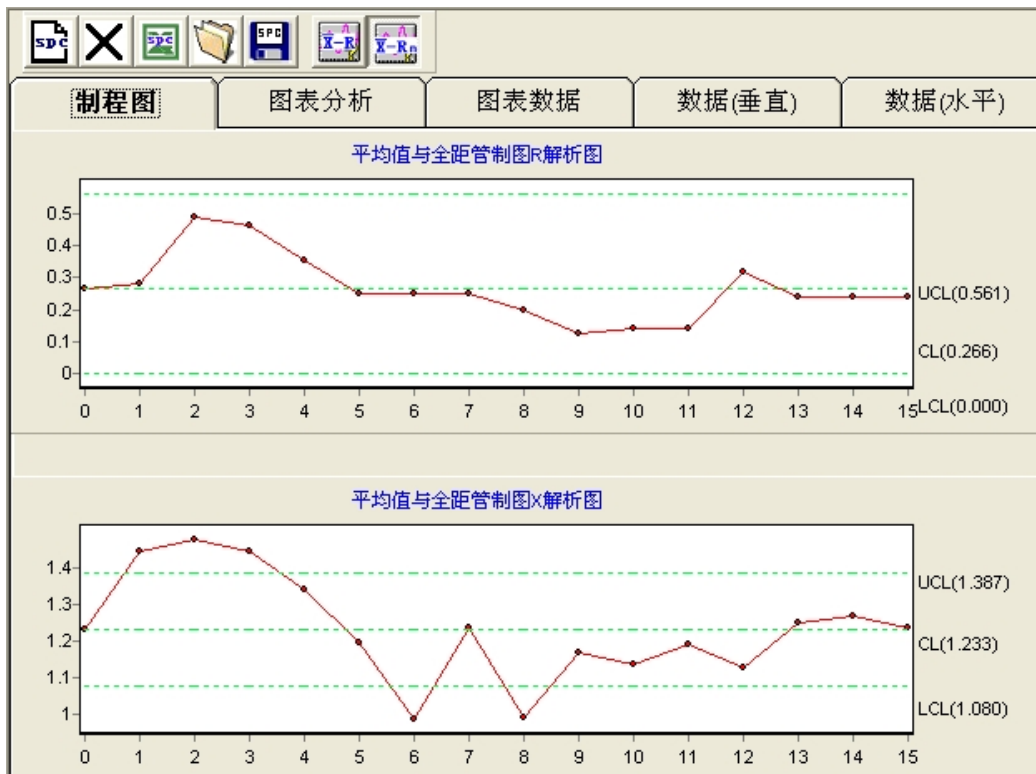 spc spc SPC X-R X-Rn
制程图 图表分析 图表数据 数据(垂直) 数据(水平)
平均值与全距管制图R解析图
0.5
0.4
0.3
0.2
0.1
0
UCL(0.561)
CL(0.266)
LCL(0.000)
0 1 2 3 4 5 6 7 8 9 10 11 12 13 14 15
平均值与全距管制图X解析图
1.4
1.3
1.2
1.1
1
UCL(1.387)
CL(1.233)
LCL(1.080)
0 1 2 3 4 5 6 7 8 9 10 11 12 13 14 15